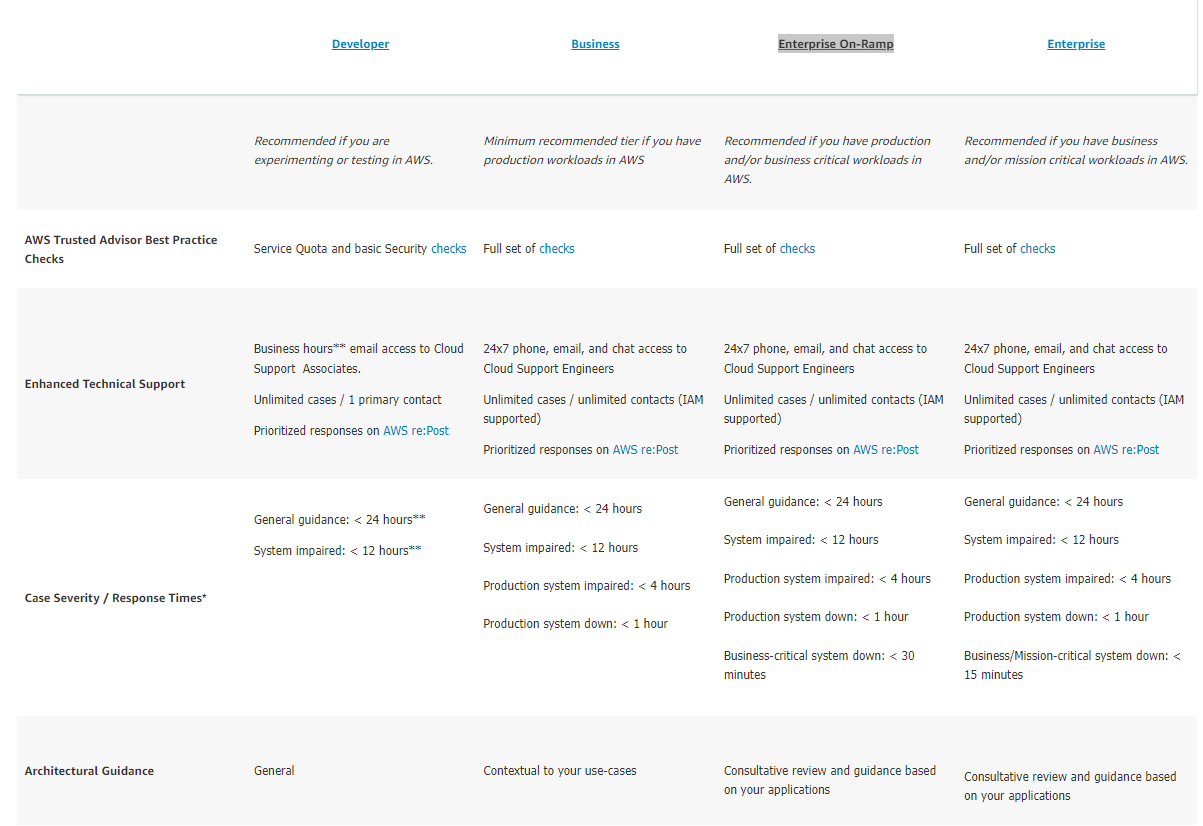 Developer
Business
Enterprise On-Ramp
Enterprise
Recommended if you are
experimenting or testing in AWS.
Minimum recommended tier if you have
production workloads in AWS
Recommended if you have production
and/or business critical workloads in
AWS.
Recommended if you have business
and/or mission critical workloads in AWS.
AWS Trusted Advisor Best Practice
Checks
Service Quota and basic Security checks
Full set of checks
Full set of checks
Full set of checks
Enhanced Technical Support
Business hours** email access to Cloud
Support Associates.
Unlimited cases / 1 primary contact
Prioritized responses on AWS re:Post
24x7 phone, email, and chat access to
Cloud Support Engineers
Unlimited cases / unlimited contacts (IAM
supported)
Prioritized responses on AWS re:Post
24x7 phone, email, and chat access to
Cloud Support Engineers
Unlimited cases / unlimited contacts (IAM
supported)
Prioritized responses on AWS re:Post
24x7 phone, email, and chat access to
Cloud Support Engineers
Unlimited cases / unlimited contacts (IAM
supported)
Prioritized responses on AWS re:Post
Case Severity / Response Times*
General guidance: < 24 hours**
System impaired: < 12 hours**
General guidance: < 24 hours
System impaired: < 12 hours
Production system impaired: < 4 hours
Production system down: < 1 hour
General guidance: < 24 hours
System impaired: < 12 hours
Production system impaired: < 4 hours
Production system down: < 1 hour
Business-critical system down: < 30
minutes
General guidance: < 24 hours
System impaired: < 12 hours
Production system impaired: < 4 hours
Production system down: < 1 hour
Business/Mission-critical system down: <
15 minutes
Architectural Guidance
General
Contextual to your use-cases
Consultative review and guidance based
on your applications
Consultative review and guidance based
on your applications